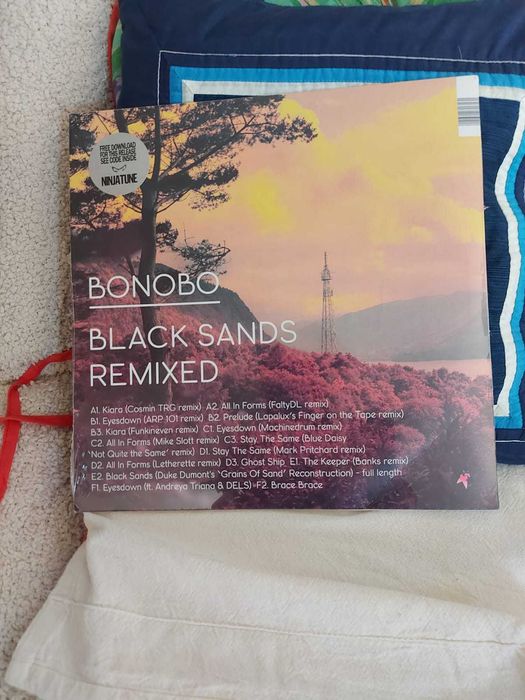 FREE DOWNLOAD
FOR THIS RELEASE
SEE CODE INSIDE
NINJATUNE
BONOBO
BLACK SANDS
REMIXED
A1. Kiara (Cosmin TRG remix) A2. All In Forms (FaltyDL remix)
B1. Eyesdown (ARP 101 remix) B2. Prelude (Lapalux's Finger on the Tape remix)
B3. Kiara (Funkineven remix) C1. Eyesdown (Machinedrum remix)
C2. All In Forms (Mike Slott remix) C3. Stay The Same (Blue Daisy
'Not Quite the Same' remix) D1. Stay The Same (Mark Pritchard remix)
D2. All In Forms (Letherette remix) D3. Ghost Ship E1. The Keeper (Banks remix)
E2. Black Sands (Duke Dumont's 'Grains Of Sand' Reconstruction) - full length
F1. Eyesdown (ft. Andreya Triana & DELS) F2. Brace Brace